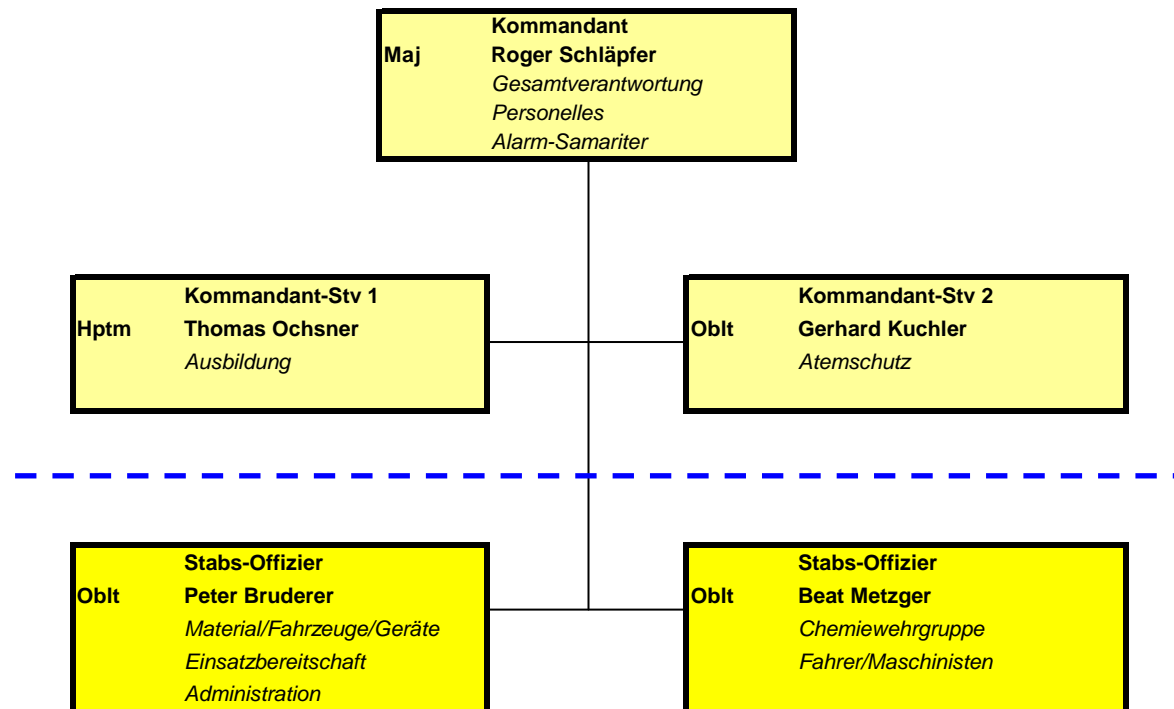 Kommandant
Maj Roger Schläpfer
Gesamtverantwortung
Personelles
Alarm-Samariter
Kommandant-Stv 1
Hptm Thomas Ochsner
Ausbildung
Kommandant-Stv 2
Oblt Gerhard Kuchler
Atemschutz
Stabs-Offizier
Oblt Peter Bruderer
Material/Fahrzeuge/Geräte
Einsatzbereitschaft
Administration
Stabs-Offizier
Oblt Beat Metzger
Chemiewehrgruppe
Fahrer/Maschinisten